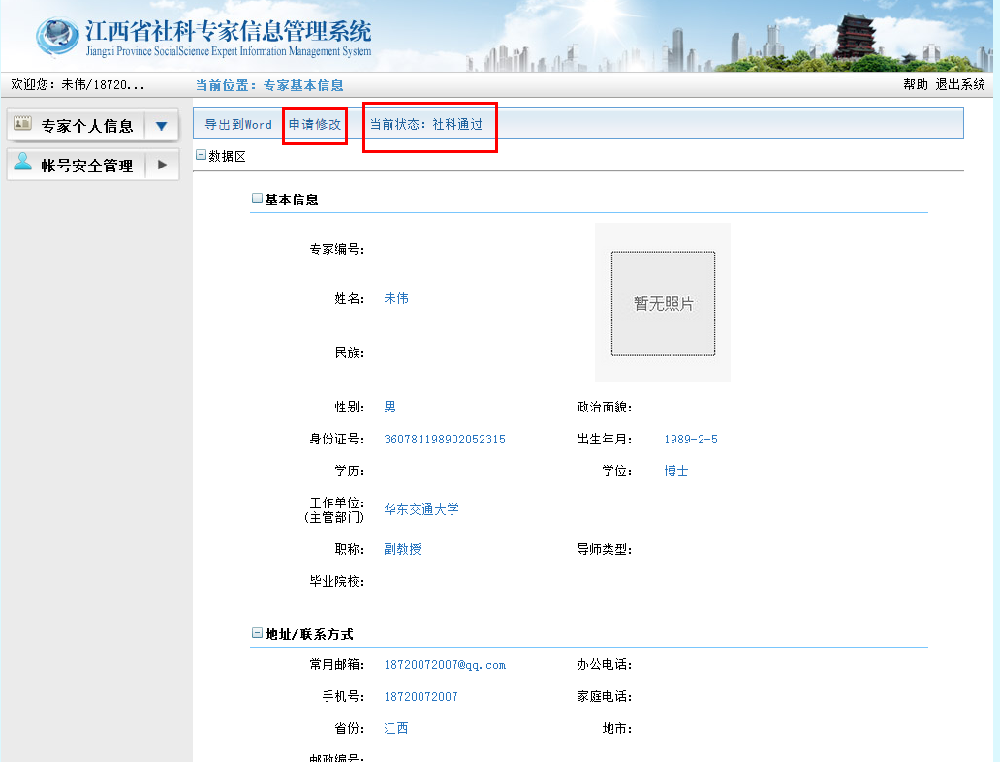 江西省社科专家信息管理系统
Jiangxi Province SocialScience Expert Information Management System
欢迎您：未伟/18720... 当前位置：专家基本信息 帮助 退出系统
专家个人信息
帐号安全管理
导出到Word 申请修改 当前状态：社科通过
数据区
基本信息
专家编号：
暂无照片
姓名： 未伟
民族：
性别： 男 政治面貌：
身份证号： 360781198902052315 出生年月： 1989-2-5
学历： 学位： 博士
工作单位：
(主管部门) 华东交通大学
职称： 副教授 导师类型：
毕业院校：
地址/联系方式
常用邮箱： 18720072007@qq.com 办公电话：
手机号： 18720072007 家庭电话：
省份： 江西 地市：
邮政编号：